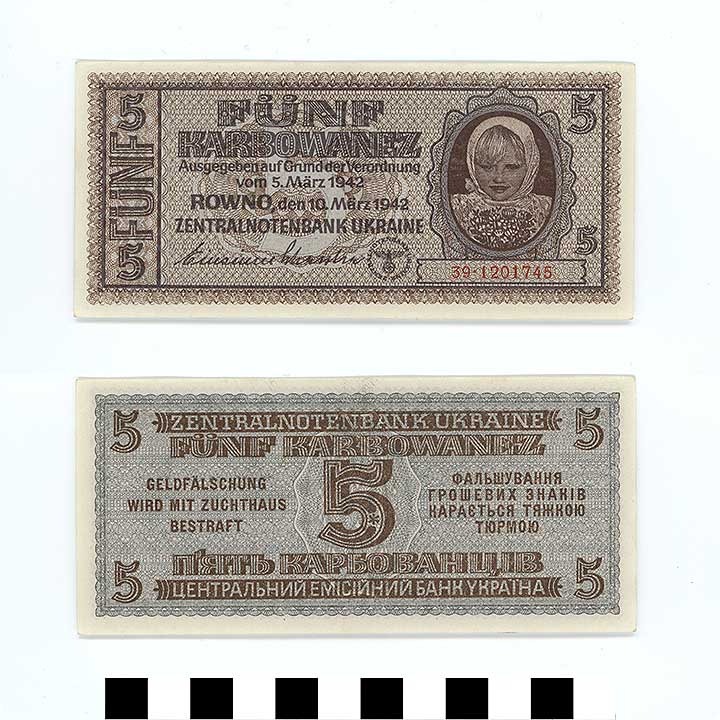 5
FÜNF
5
FÜNF
KARBOWANEZ
Ausgegeben auf Grund der Verordnung
vom 5. März 1942
ROWNO, den 10. März 1942
ZENTRALNOTENBANK UKRAINE
5
5
39·1201745
5
ZENTRALNOTENBANK UKRAINE
5
FÜNF KARBOWANEZ
GELDFÄLSCHUNG
WIRD MIT ZUCHTHAUS
BESTRAFT
5
ФАЛЬШУВАННЯ
ГРОШЕВИХ ЗНАКІВ
КАРАЄТЬСЯ ТЯЖКОЮ
ТЮРМОЮ
П'ЯТЬ КАРБОВАНЦІВ
5
ЦЕНТРАЛЬНИЙ ЕМІСІЙНИЙ БАНК УКРАЇНА
5